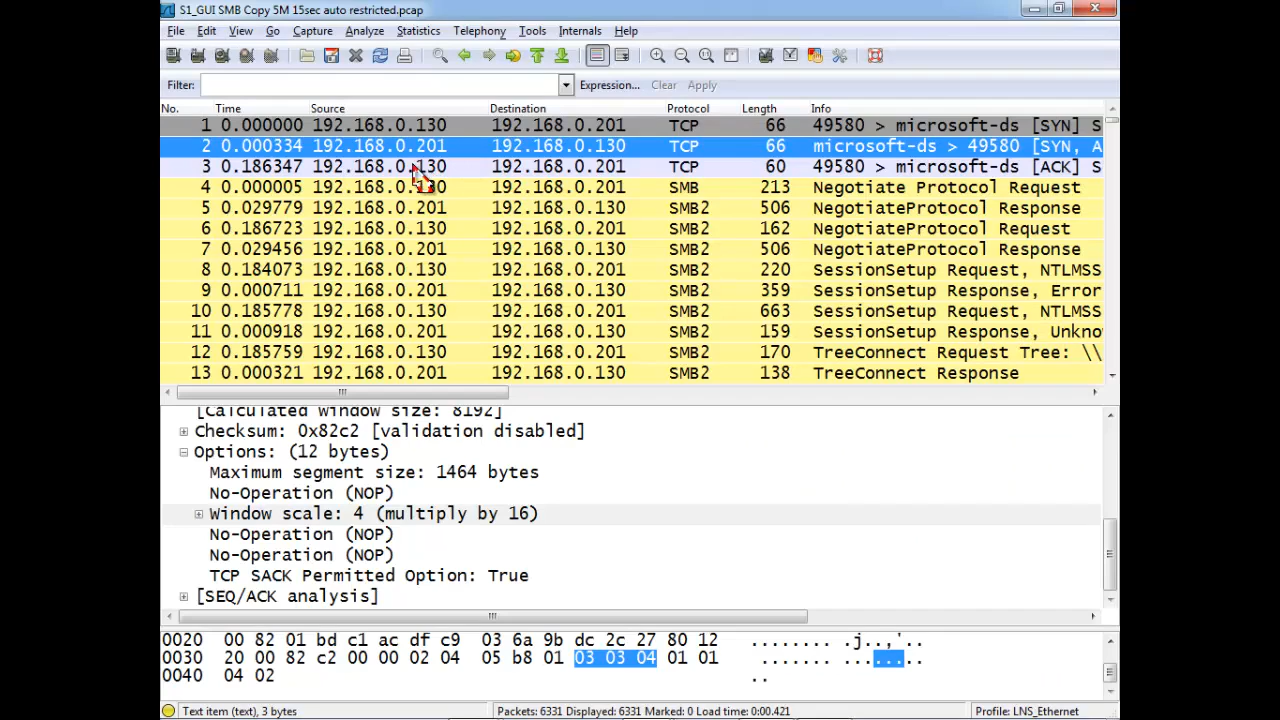 S1_GUI SMB Copy 5M 15sec auto restricted.pcap
File Edit View Go Capture Analyze Statistics Telephony Tools Internals Help
Filter: Expression... Clear Apply
No. Time Source Destination Protocol Length Info
1 0.000000 192.168.0.130 192.168.0.201 TCP 66 49580 > microsoft-ds [SYN] S
2 0.000334 192.168.0.201 192.168.0.130 TCP 66 microsoft-ds > 49580 [SYN, A
3 0.186347 192.168.0.130 192.168.0.201 TCP 60 49580 > microsoft-ds [ACK] S
4 0.000005 192.168.0.130 192.168.0.201 SMB 213 Negotiate Protocol Request
5 0.029779 192.168.0.201 192.168.0.130 SMB2 506 NegotiateProtocol Response
6 0.186723 192.168.0.130 192.168.0.201 SMB2 162 NegotiateProtocol Request
7 0.029456 192.168.0.201 192.168.0.130 SMB2 506 NegotiateProtocol Response
8 0.184073 192.168.0.130 192.168.0.201 SMB2 220 SessionSetup Request, NTLMSS
9 0.000711 192.168.0.201 192.168.0.130 SMB2 359 SessionSetup Response, Error
10 0.185778 192.168.0.130 192.168.0.201 SMB2 663 SessionSetup Request, NTLMSS
11 0.000918 192.168.0.201 192.168.0.130 SMB2 159 SessionSetup Response, Unkno
12 0.185759 192.168.0.130 192.168.0.201 SMB2 170 TreeConnect Request Tree: \\
13 0.000321 192.168.0.201 192.168.0.130 SMB2 138 TreeConnect Response
[Calculated window size: 8192]
Checksum: 0x82c2 [validation disabled]
Options: (12 bytes)
Maximum segment size: 1464 bytes
No-Operation (NOP)
Window scale: 4 (multiply by 16)
No-Operation (NOP)
No-Operation (NOP)
TCP SACK Permitted Option: True
[SEQ/ACK analysis]
0020 00 82 01 bd c1 ac df c9 03 6a 9b dc 2c 27 80 12 ........ .j..,'..
0030 20 00 82 c2 00 00 02 04 05 b8 01 03 03 04 01 01 ....... ........
0040 04 02 ..
Text item (text), 3 bytes Packets: 6331 Displayed: 6331 Marked: 0 Load time: 0:00.421 Profile: LNS_Ethernet